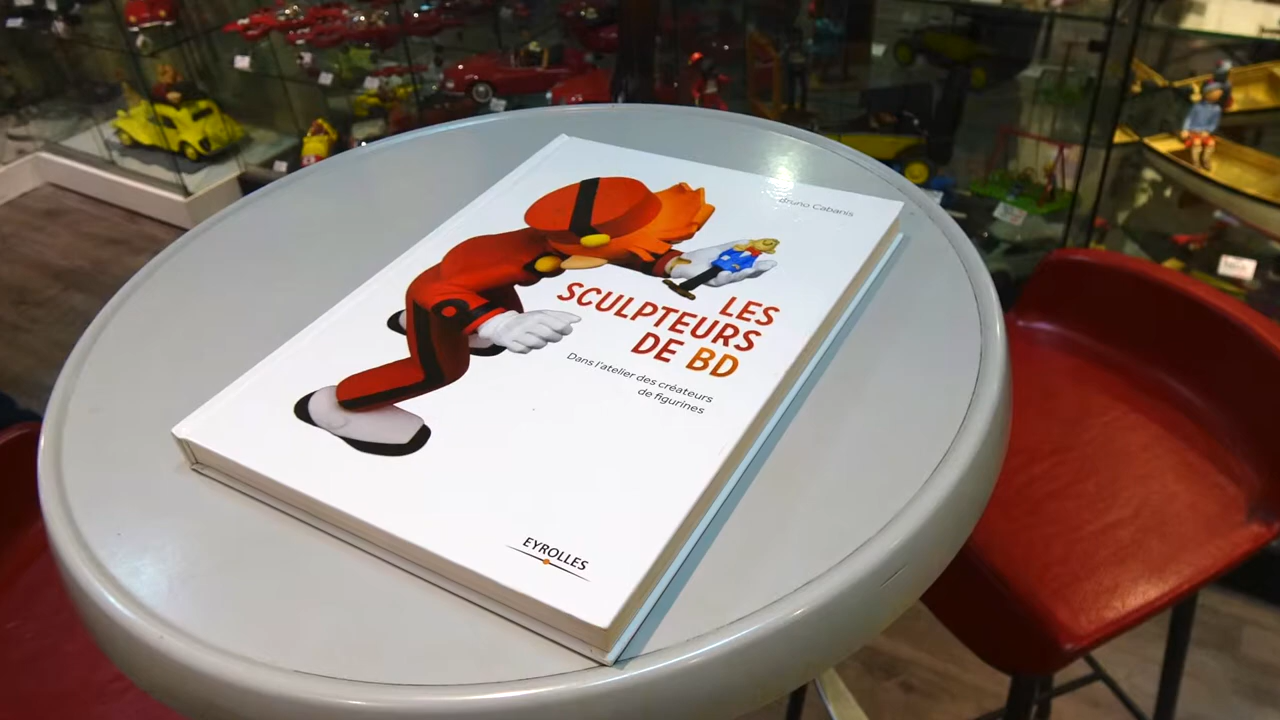 Bruno Cabanis
LES
SCULPTEURS
DE BD
Dans l'atelier des créateurs
de figurines
EYROLLES